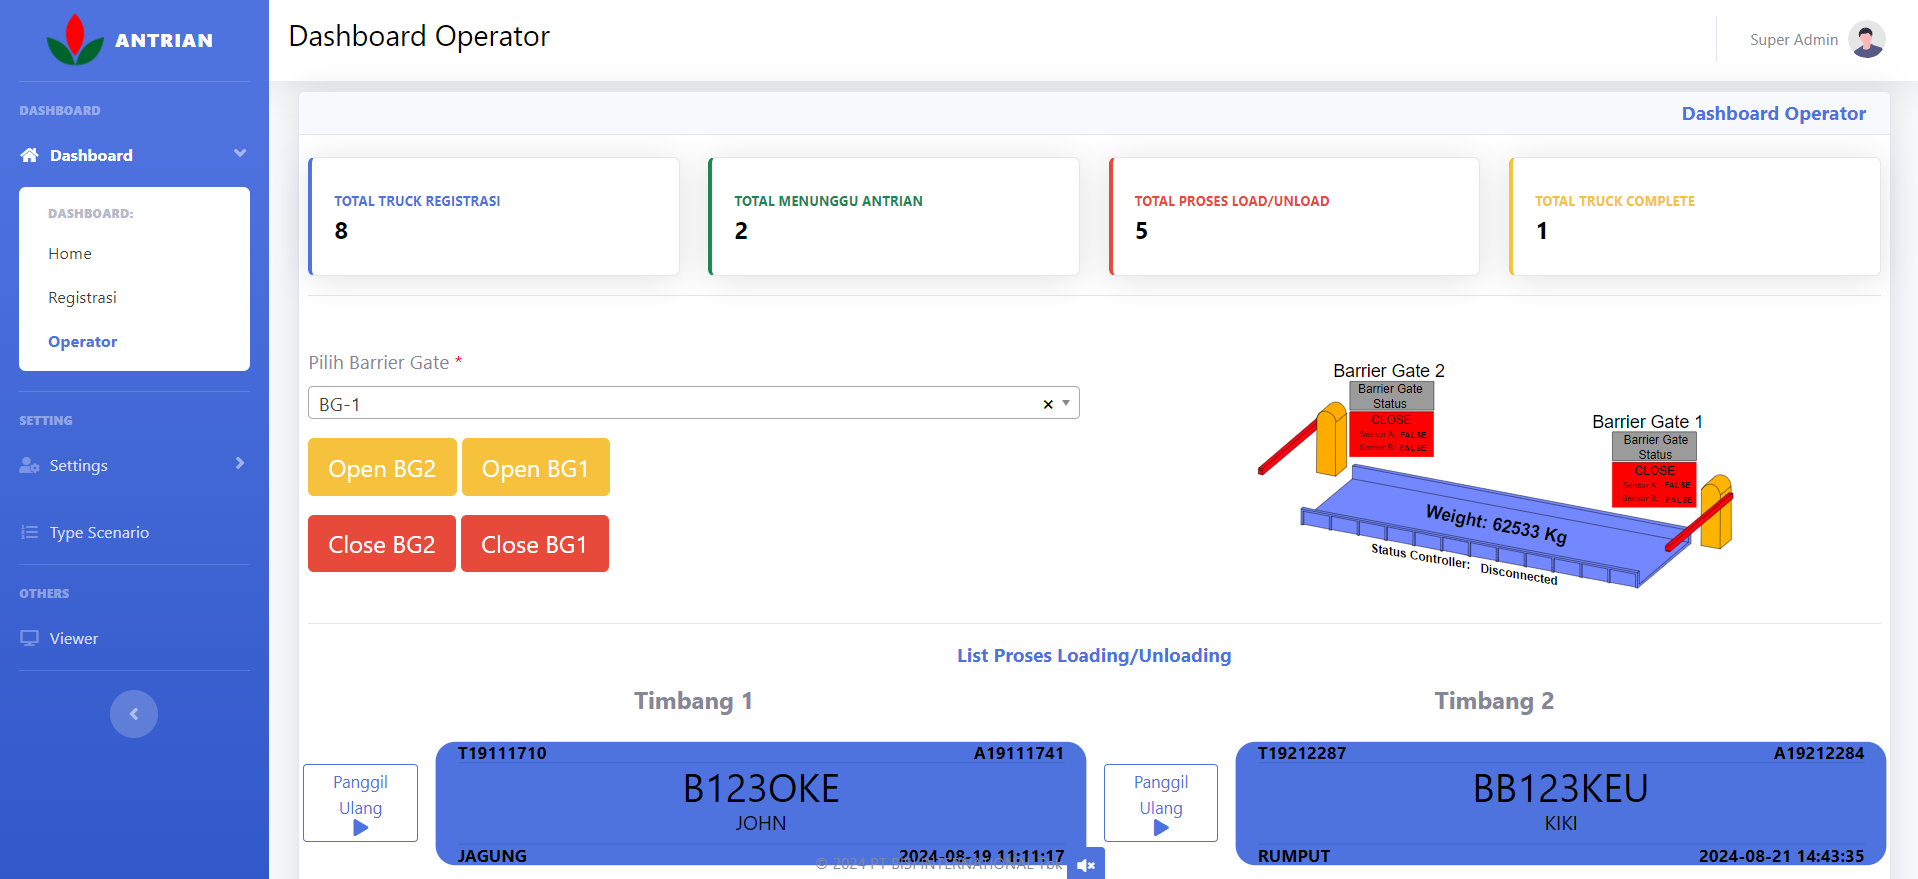 ANTRIAN
DASHBOARD
Dashboard
DASHBOARD:
Home
Registrasi
Operator
SETTING
Settings
Type Scenario
OTHERS
Viewer
Dashboard Operator
Super Admin
Dashboard Operator
TOTAL TRUCK REGISTRASI
8
TOTAL MENUNGGU ANTRIAN
2
TOTAL PROSES LOAD/UNLOAD
5
TOTAL TRUCK COMPLETE
1
Pilih Barrier Gate *
BG-1
Open BG2
Open BG1
Close BG2
Close BG1
Barrier Gate 2
Barrier Gate
Status
CLOSE
Sensor A: FALSE
Sensor B: FALSE
Barrier Gate 1
Barrier Gate
Status
CLOSE
Sensor A: FALSE
Sensor B: FALSE
Weight: 62533 Kg
Status Controller: Disconnected
List Proses Loading/Unloading
Timbang 1
Panggil
Ulang
T19111710 A19111741
B123OKE
JOHN
JAGUNG 2024-08-19 11:11:17
Timbang 2
Panggil
Ulang
T19212287 A19212284
BB123KEU
KIKI
RUMPUT 2024-08-21 14:43:35
© 2024 PT BISI INTERNATIONAL Tbk